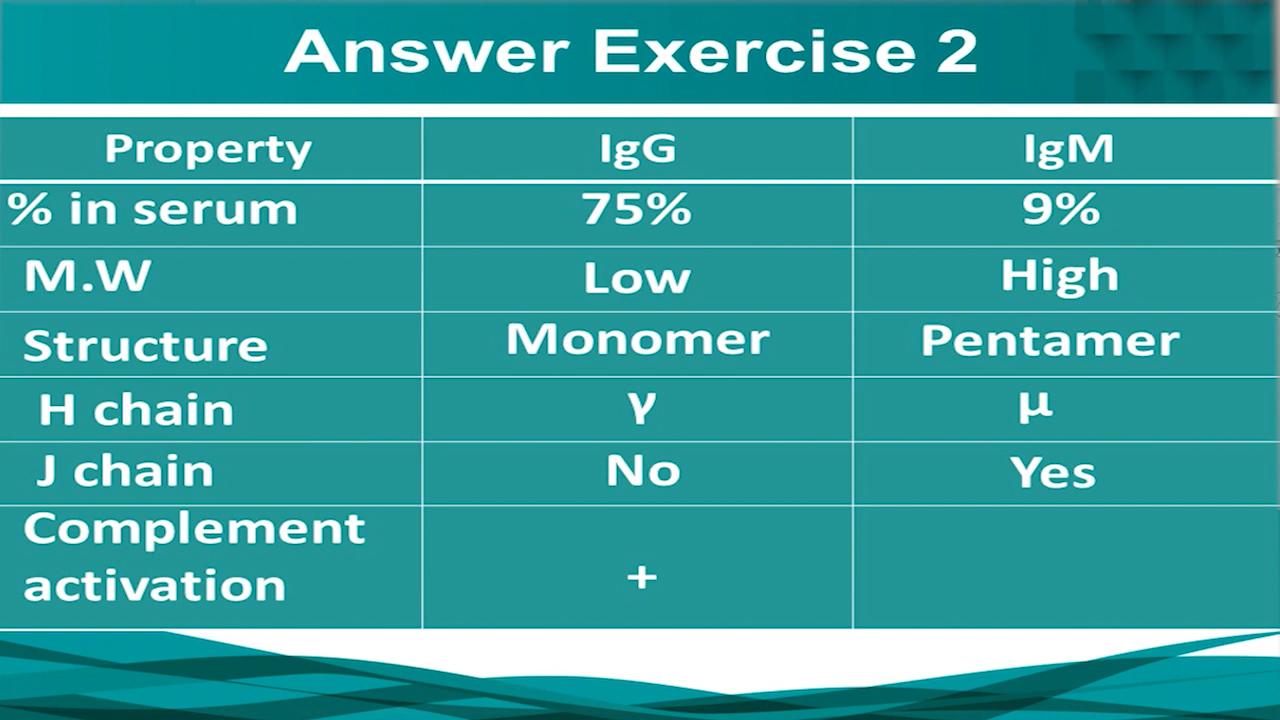 Answer Exercise 2
Property IgG IgM
% in serum 75% 9%
M.W Low High
Structure Monomer Pentamer
H chain γ μ
J chain No Yes
Complement
activation +